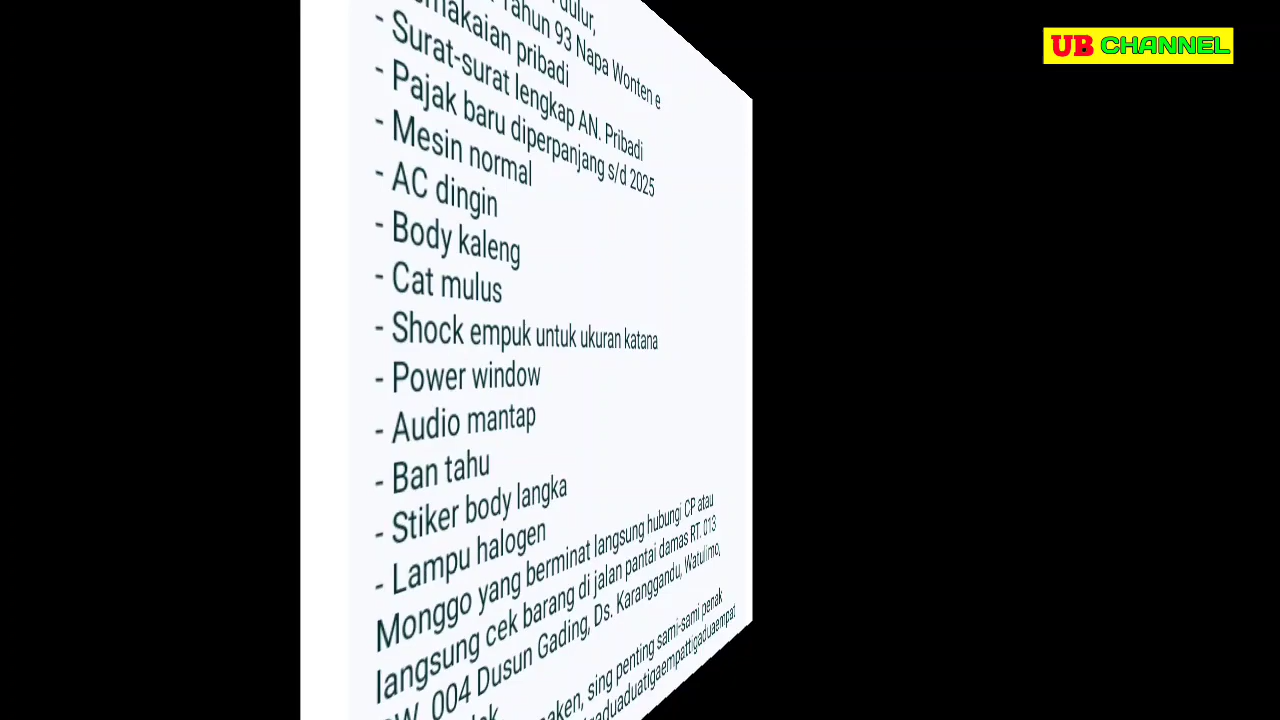 UB CHANNEL
dulur,
Tahun 93 Napa Wonten e
pribadi
- Surat-surat lengkap AN. Pribadi
- Pajak baru diperpanjang s/d 2025
- Mesin normal
- AC dingin
- Body kaleng
- Cat mulus
- Shock empuk untuk ukuran katana
- Power window
- Audio mantap
- Ban tahu
- Stiker body langka
- Lampu halogen
Monggo yang berminat langsung hubungi CP atau
langsung cek barang di jalan pantai damas RT. 013
004 Dusun Gading, Ds. Karanggandu, Watulimo,
sing penting sami-sami penak